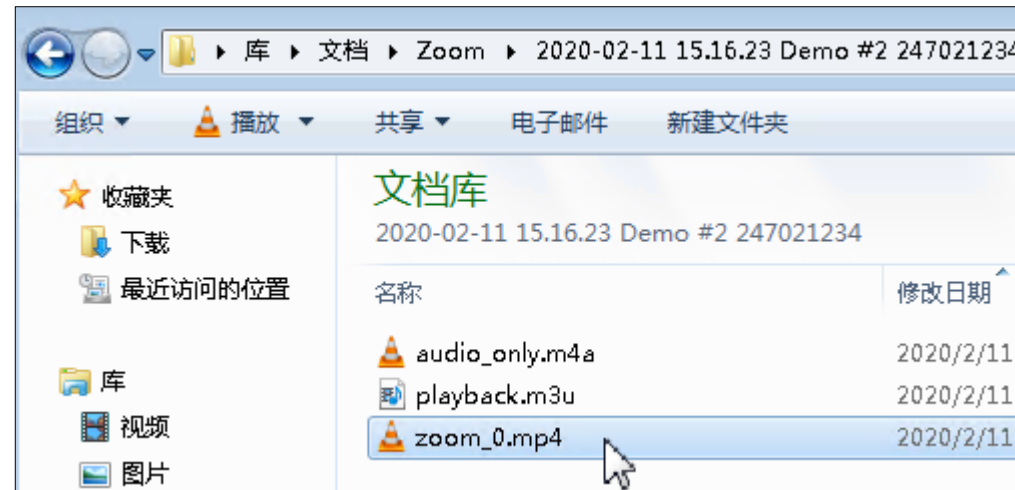 库 文档 Zoom 2020-02-11 15.16.23 Demo #2 247021234
组织 播放 共享 电子邮件 新建文件夹
收藏夹
下载
最近访问的位置
库
视频
图片
文档库
2020-02-11 15.16.23 Demo #2 247021234
名称 修改日期
audio_only.m4a 2020/2/11
playback.m3u 2020/2/11
zoom_0.mp4 2020/2/11